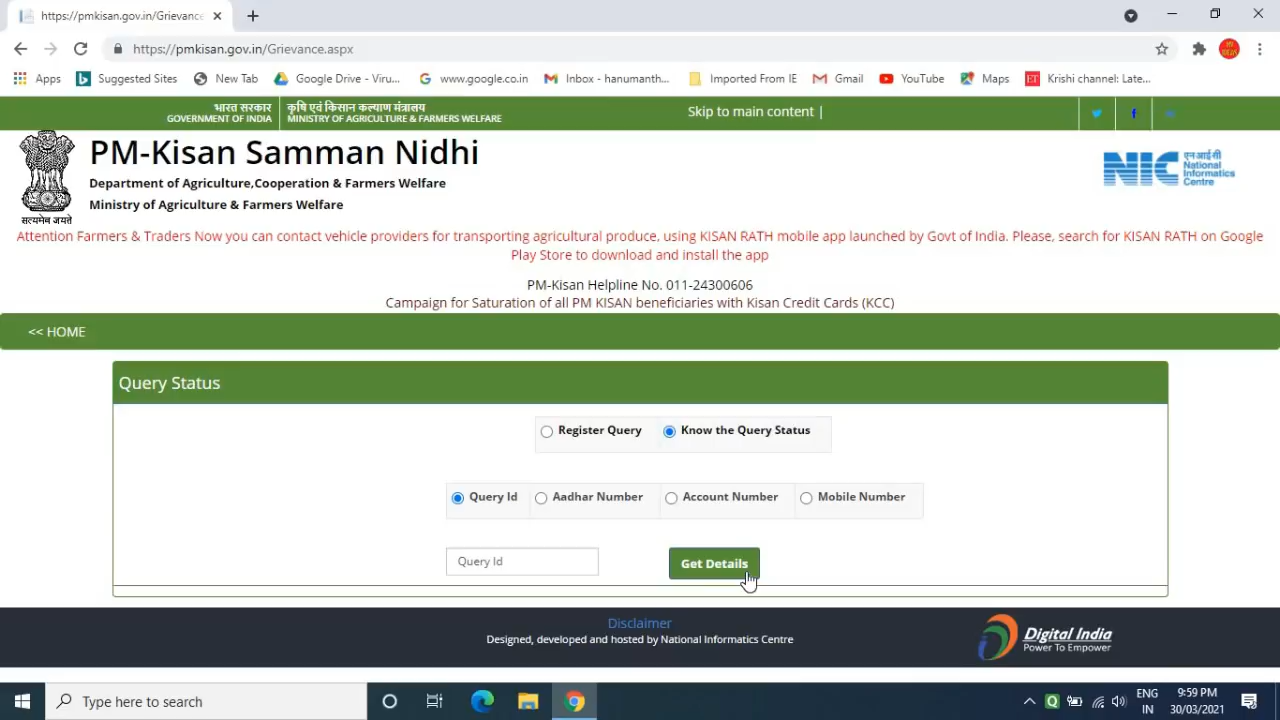 https://pmkisan.gov.in/Grievance
https://pmkisan.gov.in/Grievance.aspx
Apps Suggested Sites New Tab Google Drive - Viru... www.google.co.in Inbox - hanumanth... Imported From IE Gmail YouTube Maps ET Krishi channel: Late...
भारत सरकार
GOVERNMENT OF INDIA
कृषि एवं किसान कल्याण मंत्रालय
MINISTRY OF AGRICULTURE & FARMERS WELFARE
Skip to main content |
PM-Kisan Samman Nidhi
Department of Agriculture,Cooperation & Farmers Welfare
Ministry of Agriculture & Farmers Welfare
सत्यमेव जयते
NIC एनआईसी
National
Informatics
Centre
Attention Farmers & Traders Now you can contact vehicle providers for transporting agricultural produce, using KISAN RATH mobile app launched by Govt of India. Please, search for KISAN RATH on Google
Play Store to download and install the app
PM-Kisan Helpline No. 011-24300606
Campaign for Saturation of all PM KISAN beneficiaries with Kisan Credit Cards (KCC)
<< HOME
Query Status
Register Query Know the Query Status
Query Id Aadhar Number Account Number Mobile Number
Query Id Get Details
Disclaimer
Designed, developed and hosted by National Informatics Centre
Digital India
Power To Empower
Type here to search
ENG
IN
9:59 PM
30/03/2021